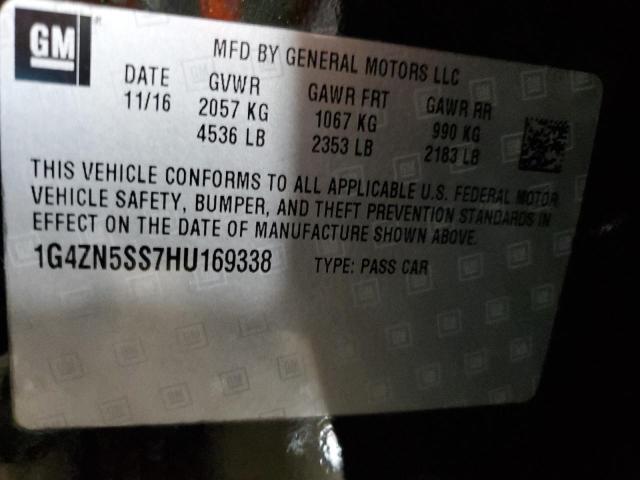 GM®
MFD BY GENERAL MOTORS LLC
DATE GVWR GAWR FRT GAWR RR
11/16 2057 KG 1067 KG 990 KG
4536 LB 2353 LB 2183 LB
THIS VEHICLE CONFORMS TO ALL APPLICABLE U.S. FEDERAL MOTOR
VEHICLE SAFETY, BUMPER, AND THEFT PREVENTION STANDARDS IN
EFFECT ON THE DATE OF MANUFACTURE SHOWN ABOVE.
1G4ZN5SS7HU169338 TYPE: PASS CAR